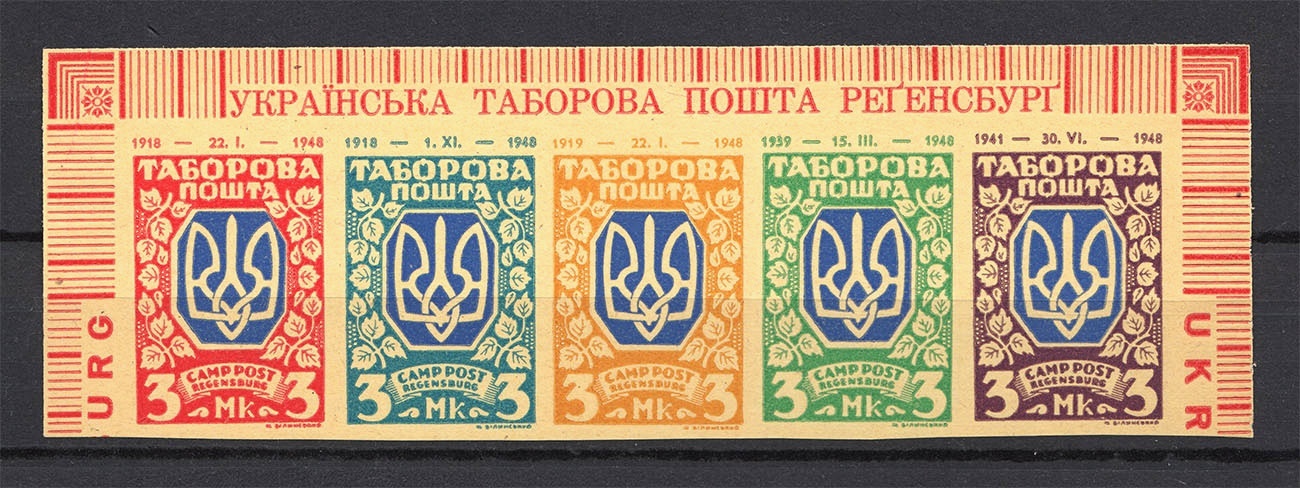 УКРАЇНСЬКА ТАБОРОВА ПОШТА РЕҐЕНСБУРҐ
1918 — 22. I. — 1948
ТАБОРОВА
ПОШТА
CAMP POST
REGENSBURG
3 Mk 3
1918 — 1. XI. — 1948
ТАБОРОВА
ПОШТА
CAMP POST
REGENSBURG
3 Mk 3
1919 — 22. I. — 1948
ТАБОРОВА
ПОШТА
CAMP POST
REGENSBURG
3 Mk 3
1939 — 15. III. — 1948
ТАБОРОВА
ПОШТА
CAMP POST
REGENSBURG
3 Mk 3
1941 — 30. VI. — 1948
ТАБОРОВА
ПОШТА
CAMP POST
REGENSBURG
3 Mk 3
URG
UKR